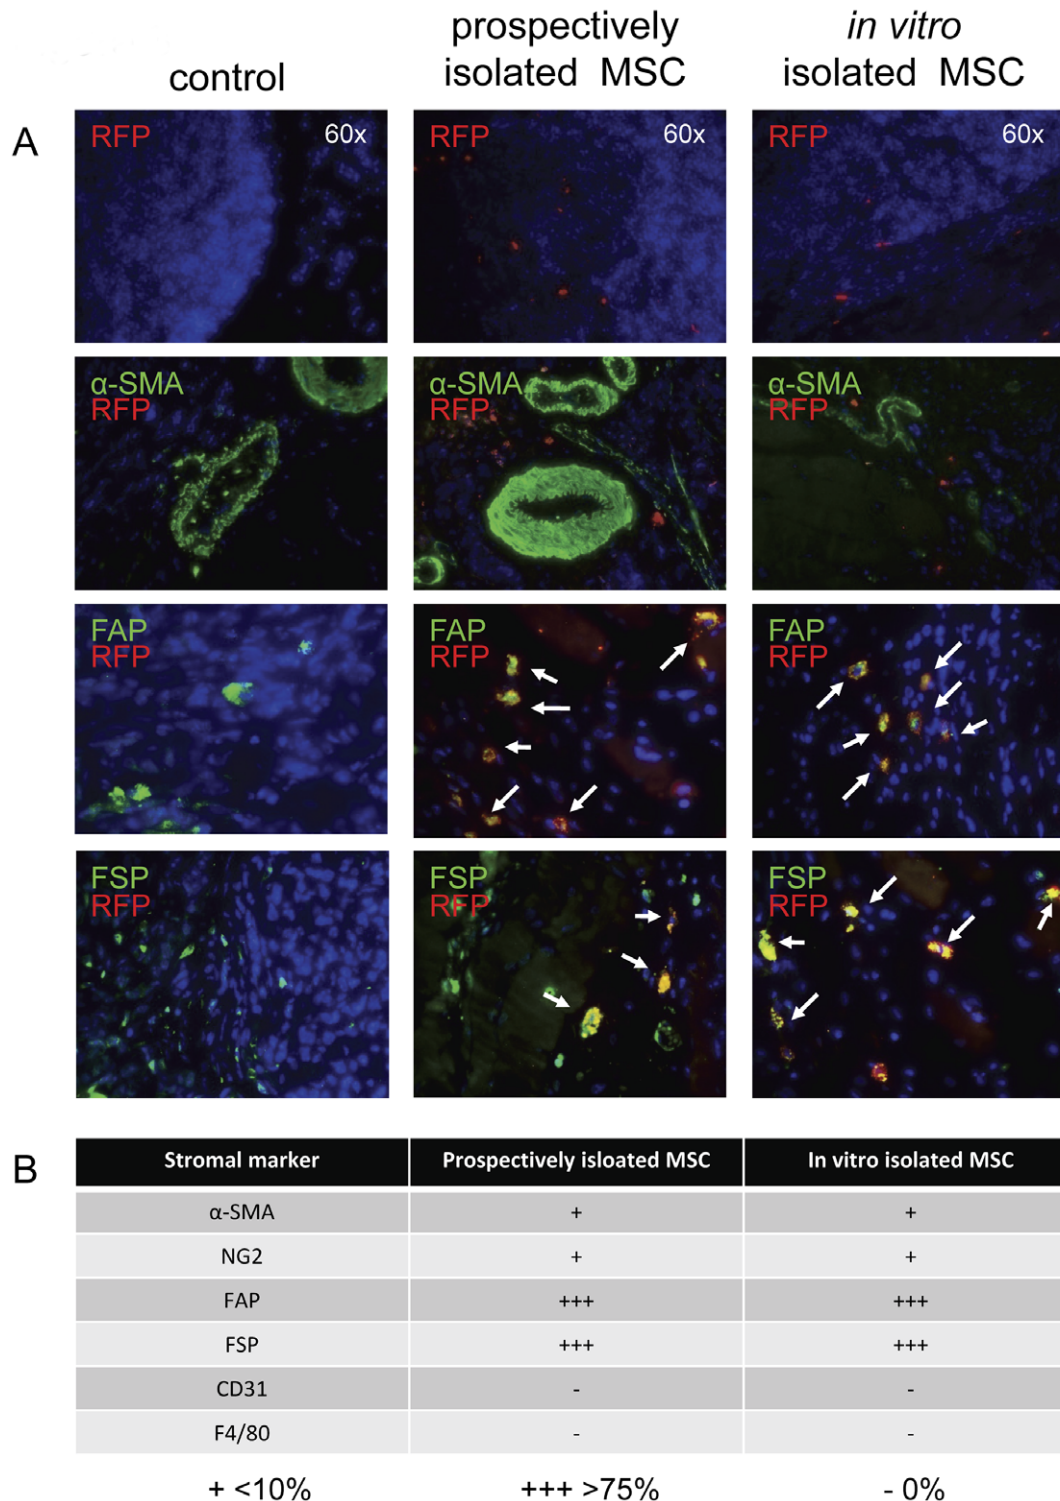 control
prospectively
isolated MSC
in vitro
isolated MSC
A
RFP
60x
RFP
60x
RFP
60x
α-SMA
RFP
α-SMA
RFP
α-SMA
RFP
FAP
RFP
FAP
RFP
FAP
RFP
FSP
RFP
FSP
RFP
FSP
RFP
B
Stromal marker Prospectively isloated MSC In vitro isolated MSC
α-SMA + +
NG2 + +
FAP +++ +++
FSP +++ +++
CD31 - -
F4/80 - -
+ <10% +++ >75% - 0%